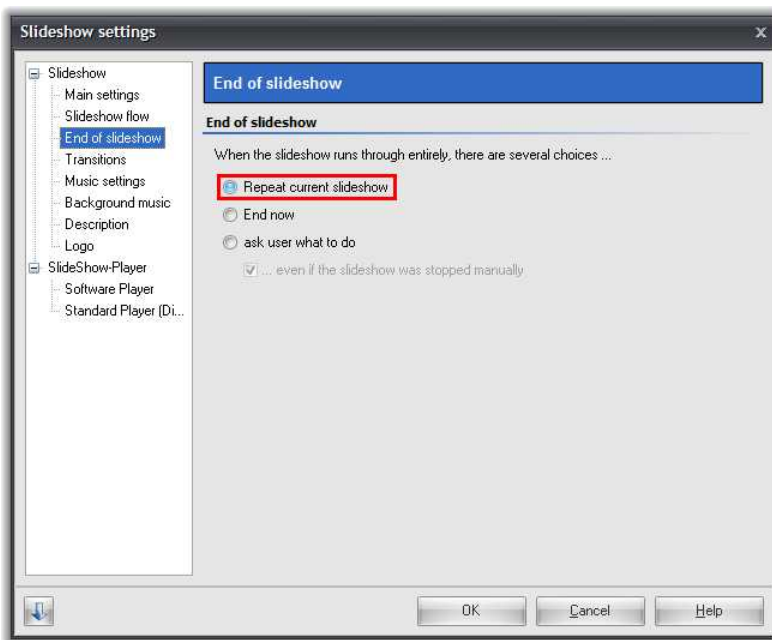 Slideshow settings
x
Slideshow
Main settings
Slideshow flow
End of slideshow
Transitions
Music settings
Background music
Description
Logo
SlideShow-Player
Software Player
Standard Player (Di...
End of slideshow
End of slideshow
When the slideshow runs through entirely, there are several choices ...
Repeat current slideshow
End now
ask user what to do
... even if the slideshow was stopped manually
OK
Cancel
Help